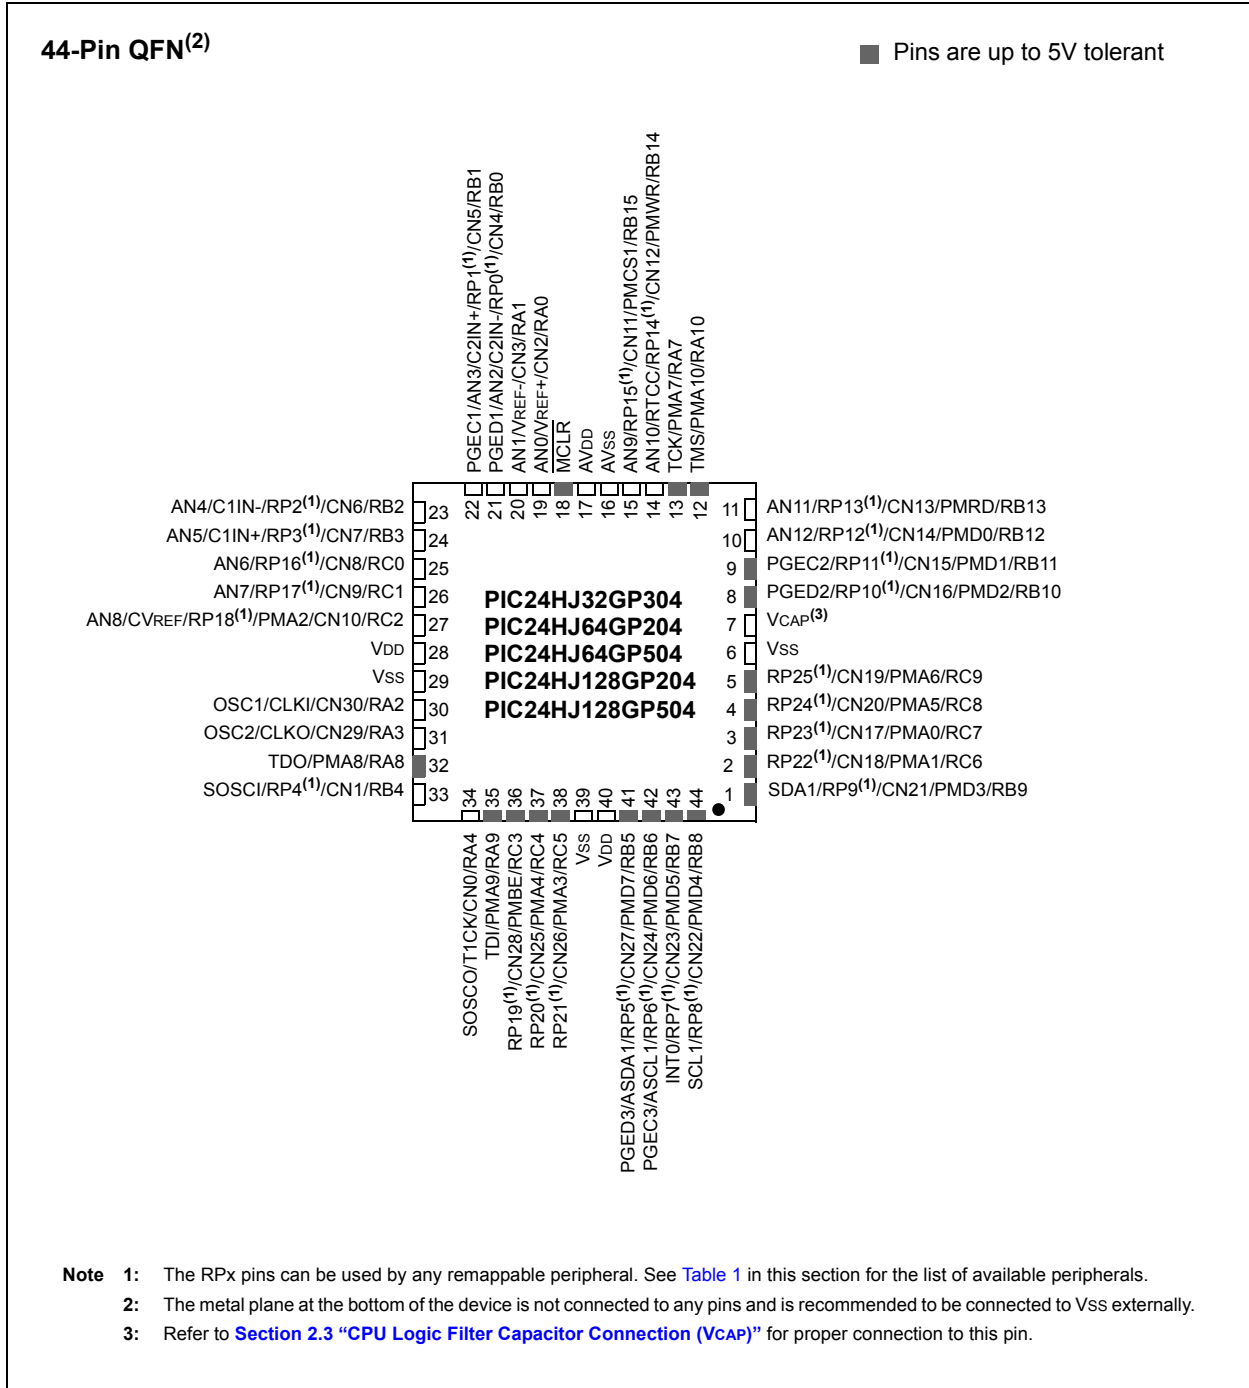 44-Pin QFN(2)
Pins are up to 5V tolerant
PGEC1/AN3/C2IN+/RP1(1)/CN5/RB1
PGED1/AN2/C2IN-/RP0(1)/CN4/RB0
AN1/VREF-/CN3/RA1
AN0/VREF+/CN2/RA0
MCLR
AVDD
AVSS
AN9/RP15(1)/CN11/PMCS1/RB15
AN10/RTCC/RP14(1)/CN12/PMWR/RB14
TCK/PMA7/RA7
TMS/PMA10/RA10
22 21 20 19 18 17 16 15 14 13 12
AN4/C1IN-/RP2(1)/CN6/RB2 23
AN5/C1IN+/RP3(1)/CN7/RB3 24
AN6/RP16(1)/CN8/RC0 25
AN7/RP17(1)/CN9/RC1 26
AN8/CVREF/RP18(1)/PMA2/CN10/RC2 27
VDD 28
VSS 29
OSC1/CLKI/CN30/RA2 30
OSC2/CLKO/CN29/RA3 31
TDO/PMA8/RA8 32
SOSCI/RP4(1)/CN1/RB4 33
PIC24HJ32GP304
PIC24HJ64GP204
PIC24HJ64GP504
PIC24HJ128GP204
PIC24HJ128GP504
11 AN11/RP13(1)/CN13/PMRD/RB13
10 AN12/RP12(1)/CN14/PMD0/RB12
9 PGEC2/RP11(1)/CN15/PMD1/RB11
8 PGED2/RP10(1)/CN16/PMD2/RB10
7 VCAP(3)
6 VSS
5 RP25(1)/CN19/PMA6/RC9
4 RP24(1)/CN20/PMA5/RC8
3 RP23(1)/CN17/PMA0/RC7
2 RP22(1)/CN18/PMA1/RC6
1 SDA1/RP9(1)/CN21/PMD3/RB9
34 35 36 37 38 39 40 41 42 43 44
SOSCO/T1CK/CN0/RA4
TDI/PMA9/RA9
RP19(1)/CN28/PMBE/RC3
RP20(1)/CN25/PMA4/RC4
RP21(1)/CN26/PMA3/RC5
VSS
VDD
PGED3/ASDA1/RP5(1)/CN27/PMD7/RB5
PGEC3/ASCL1/RP6(1)/CN24/PMD6/RB6
INT0/RP7(1)/CN23/PMD5/RB7
SCL1/RP8(1)/CN22/PMD4/RB8
Note 1: The RPx pins can be used by any remappable peripheral. See Table 1 in this section for the list of available peripherals.
2: The metal plane at the bottom of the device is not connected to any pins and is recommended to be connected to VSS externally.
3: Refer to Section 2.3 “CPU Logic Filter Capacitor Connection (VCAP)” for proper connection to this pin.